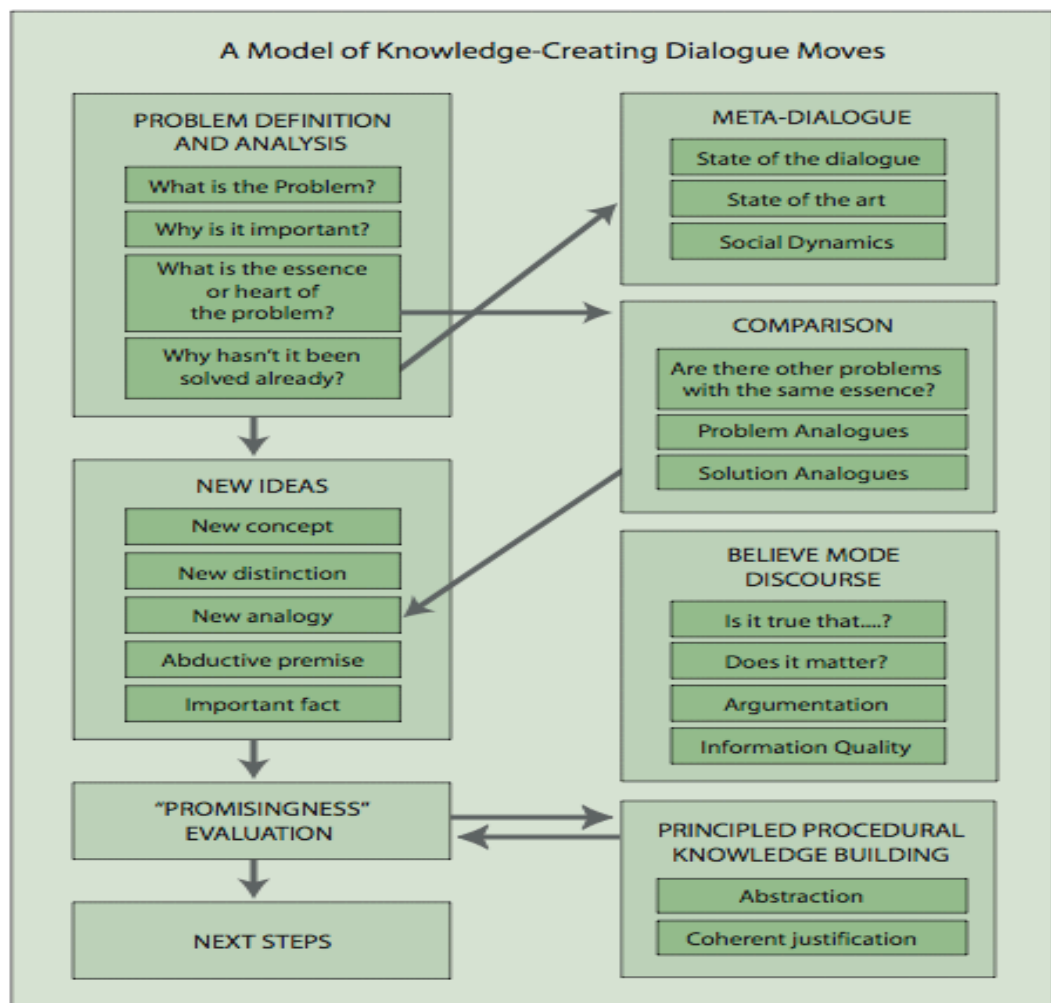 A Model of Knowledge-Creating Dialogue Moves
PROBLEM DEFINITION
AND ANALYSIS
What is the Problem?
Why is it important?
What is the essence
or heart of
the problem?
Why hasn't it been
solved already?
NEW IDEAS
New concept
New distinction
New analogy
Abductive premise
Important fact
"PROMISINGNESS"
EVALUATION
NEXT STEPS
META-DIALOGUE
State of the dialogue
State of the art
Social Dynamics
COMPARISON
Are there other problems
with the same essence?
Problem Analogues
Solution Analogues
BELIEVE MODE
DISCOURSE
Is it true that....?
Does it matter?
Argumentation
Information Quality
PRINCIPLED PROCEDURAL
KNOWLEDGE BUILDING
Abstraction
Coherent justification